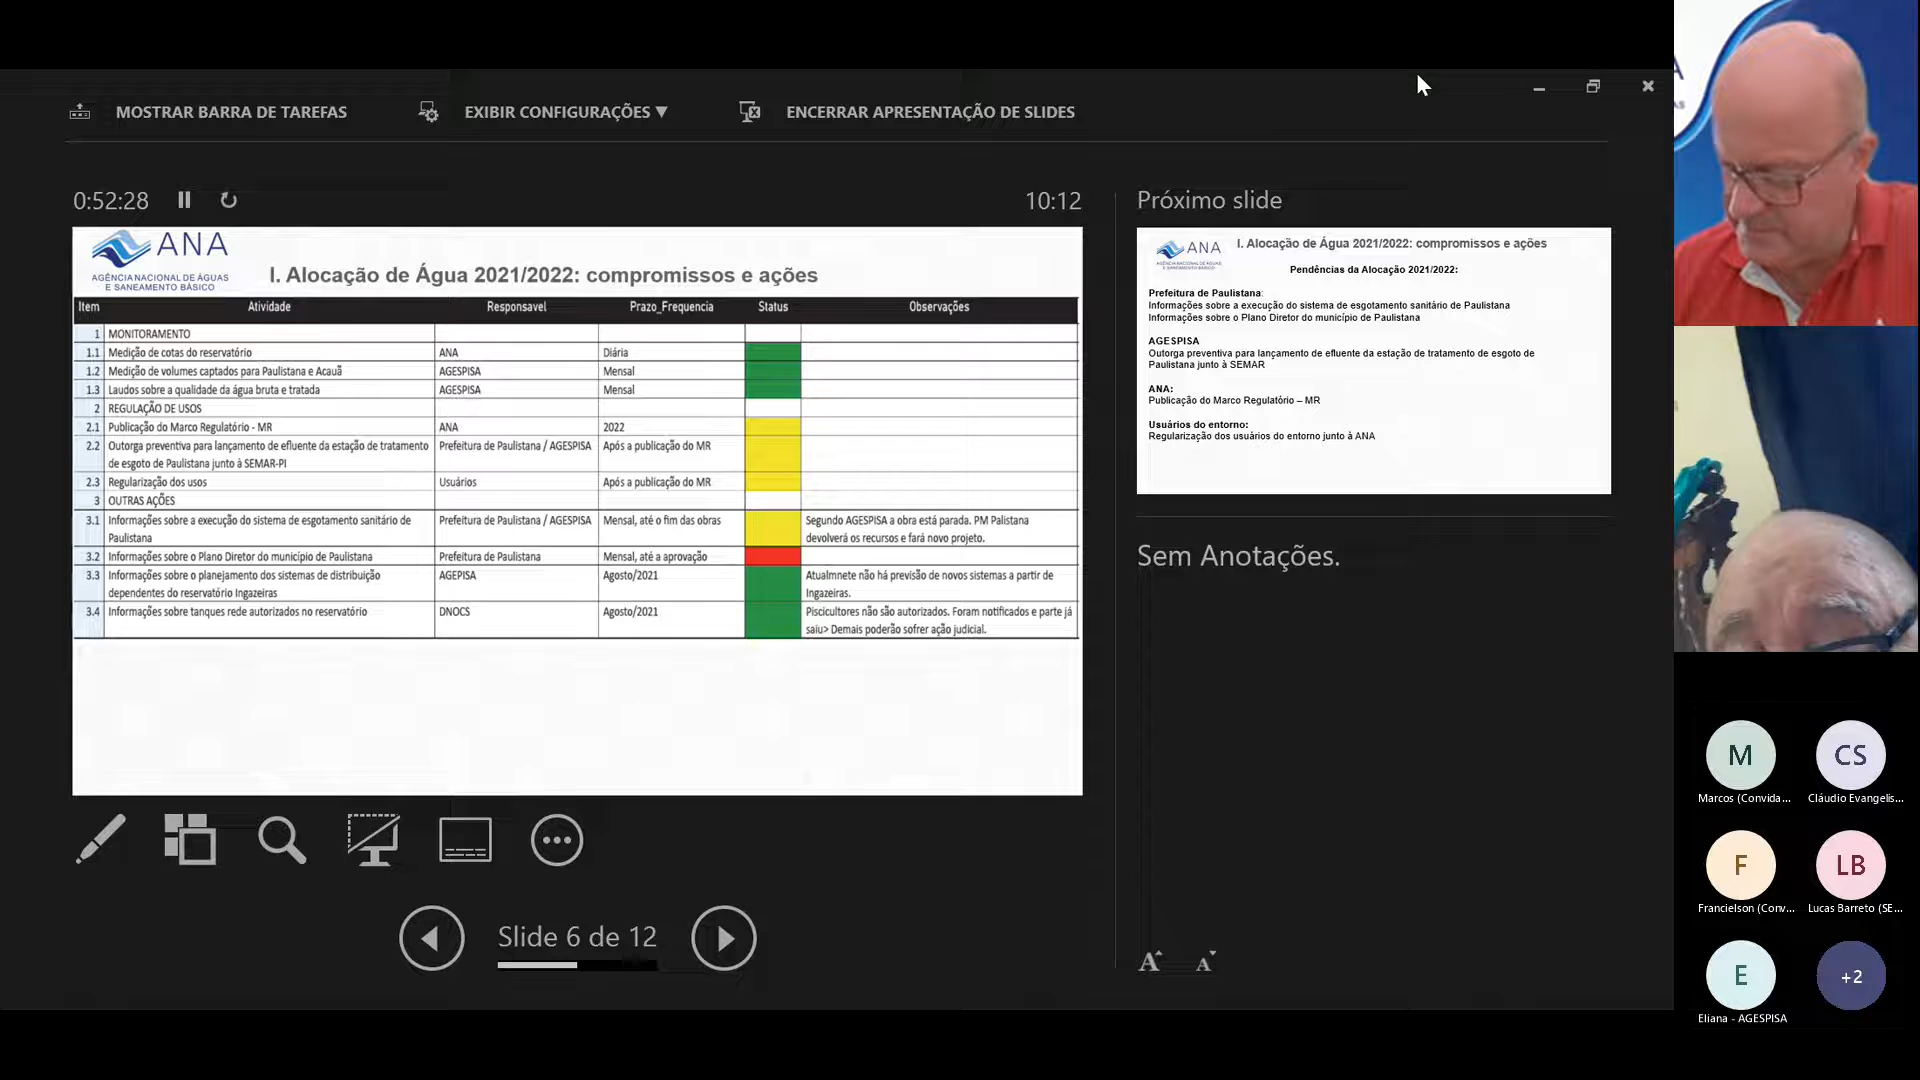 MOSTRAR BARRA DE TAREFAS
EXIBIR CONFIGURAÇÕES ▼
ENCERRAR APRESENTAÇÃO DE SLIDES
0:52:28
10:12
ANA
AGÊNCIA NACIONAL DE ÁGUAS
E SANEAMENTO BÁSICO
I. Alocação de Água 2021/2022: compromissos e ações
Item Atividade Responsavel Prazo_Frequencia Status Observações
1 MONITORAMENTO
1.1 Medição de cotas do reservatório ANA Diária
1.2 Medição de volumes captados para Paulistana e Acauã AGESPISA Mensal
1.3 Laudos sobre a qualidade da água bruta e tratada AGESPISA Mensal
2 REGULAÇÃO DE USOS
2.1 Publicação do Marco Regulatório - MR ANA 2022
2.2 Outorga preventiva para lançamento de efluente da estação de tratamento Prefeitura de Paulistana / AGESPISA Após a publicação do MR
de esgoto de Paulistana junto à SEMAR-PI
2.3 Regularização dos usos Usuários Após a publicação do MR
3 OUTRAS AÇÕES
3.1 Informações sobre a execução do sistema de esgotamento sanitário de Prefeitura de Paulistana / AGESPISA Mensal, até o fim das obras Segundo AGESPISA a obra está parada. PM Palistana
Paulistana devolverá os recursos e fará novo projeto.
3.2 Informações sobre o Plano Diretor do município de Paulistana Prefeitura de Paulistana Mensal, até a aprovação
3.3 Informações sobre o planejamento dos sistemas de distribuição AGEPISA Agosto/2021 Atualmnete não há previsão de novos sistemas a partir de
dependentes do reservatório Ingazeiras Ingazeiras.
3.4 Informações sobre tanques rede autorizados no reservatório DNOCS Agosto/2021 Piscicultores não são autorizados. Foram notificados e parte já
saiu> Demais poderão sofrer ação judicial.
Slide 6 de 12
Próximo slide
ANA
AGÊNCIA NACIONAL DE ÁGUAS
E SANEAMENTO BÁSICO
I. Alocação de Água 2021/2022: compromissos e ações
Pendências da Alocação 2021/2022:
Prefeitura de Paulistana:
Informações sobre a execução do sistema de esgotamento sanitário de Paulistana
Informações sobre o Plano Diretor do município de Paulistana
AGESPISA
Outorga preventiva para lançamento de efluente da estação de tratamento de esgoto de
Paulistana junto à SEMAR
ANA:
Publicação do Marco Regulatório – MR
Usuários do entorno:
Regularização dos usuários do entorno junto à ANA
Sem Anotações.
A A
M CS
Marcos (Convida... Cláudio Evangelis...
F LB
Francielson (Conv... Lucas Barreto (SE...
E +2
Eliana - AGESPISA